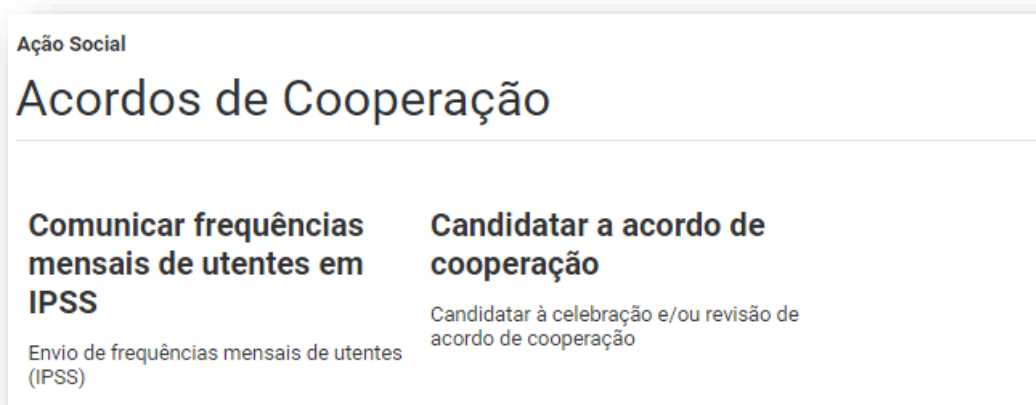 Ação Social
Acordos de Cooperação
Comunicar frequências
mensais de utentes em
IPSS
Envio de frequências mensais de utentes
(IPSS)
Candidatar a acordo de
cooperação
Candidatar à celebração e/ou revisão de
acordo de cooperação